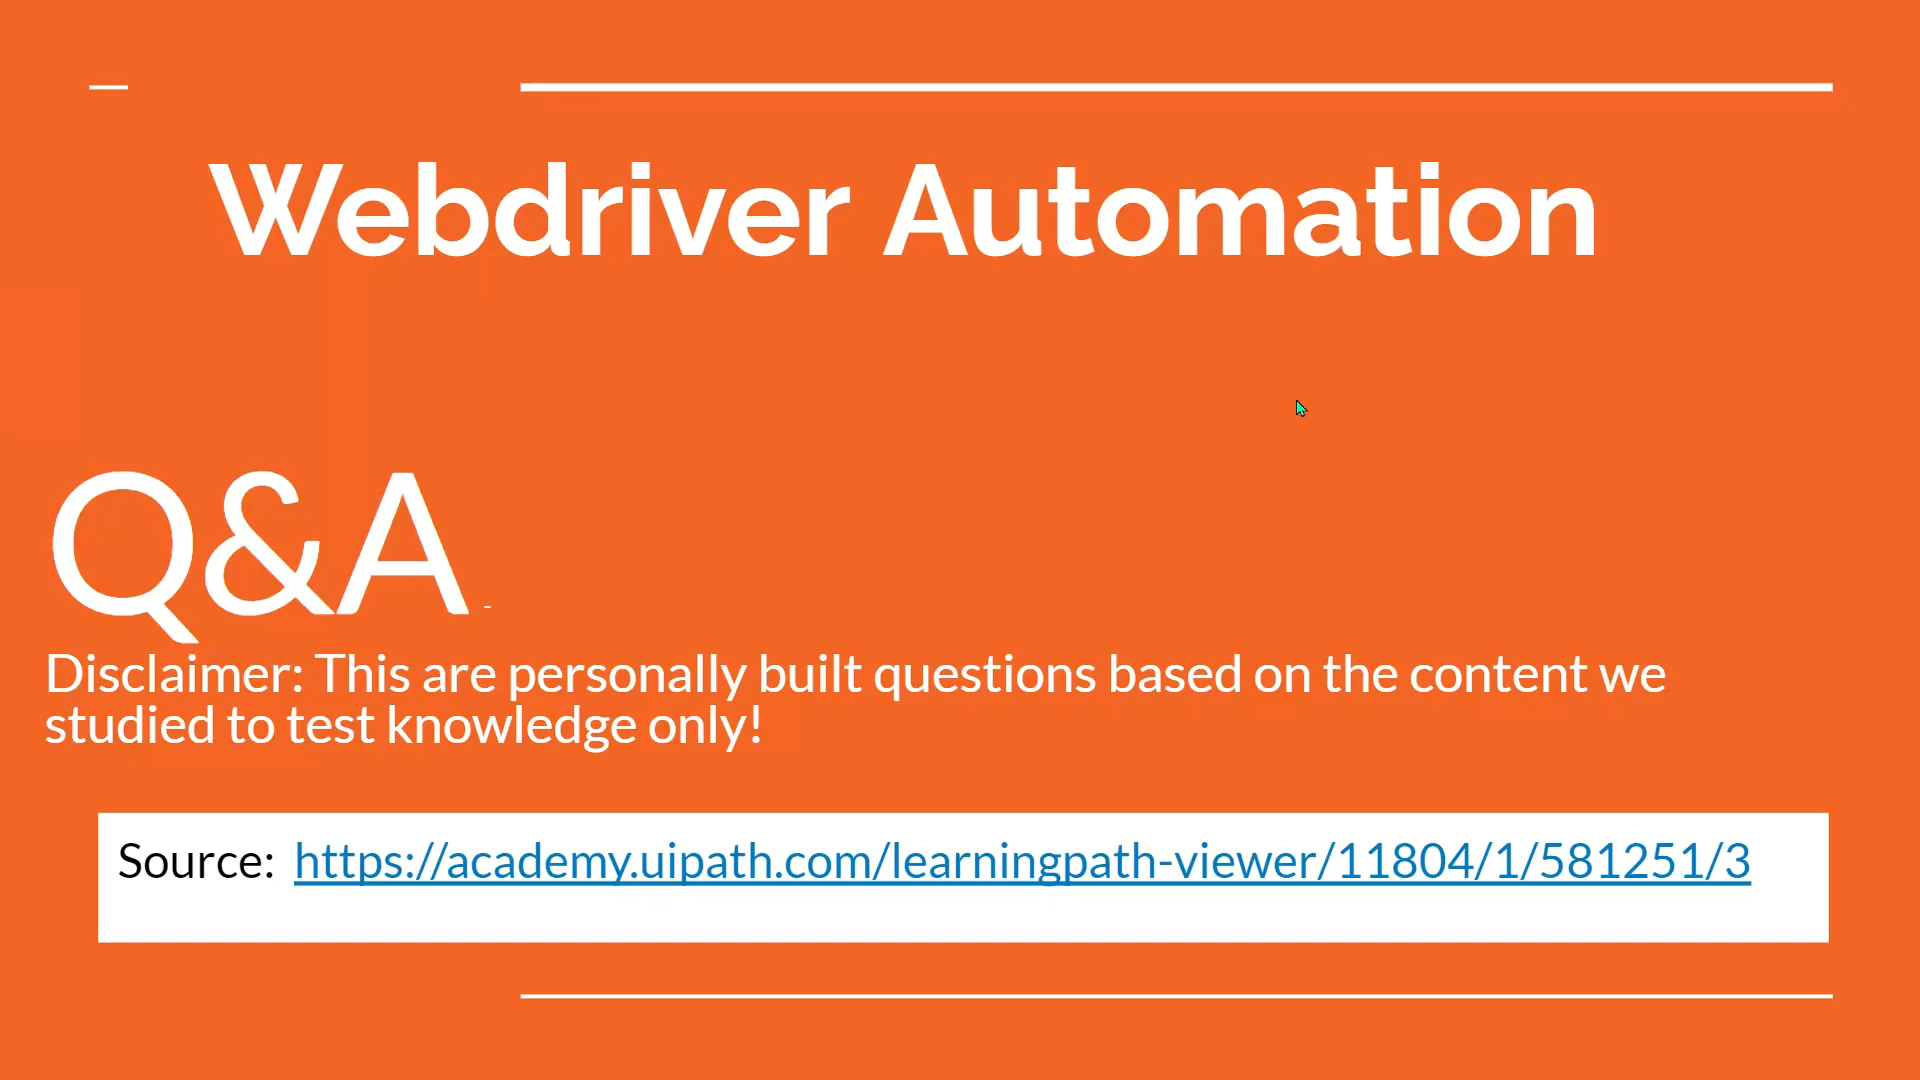 Webdriver Automation
Q&A -
Disclaimer: This are personally built questions based on the content we
studied to test knowledge only!
Source: https://academy.uipath.com/learningpath-viewer/11804/1/581251/3